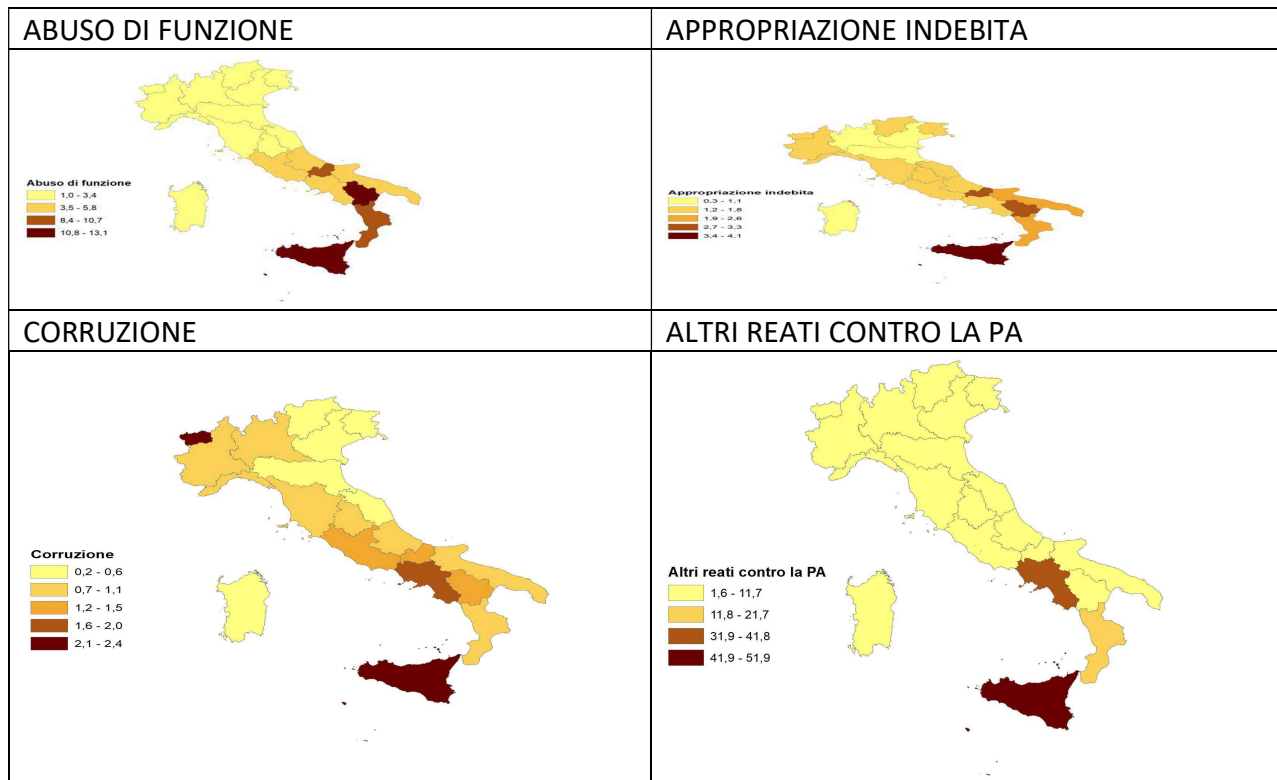 ABUSO DI FUNZIONE
APPROPRIAZIONE INDEBITA
Abuso di funzione
1,0 - 3,4
3,5 - 5,8
8,4 - 10,7
10,8 - 13,1
Appropriazione indebita
0,3 - 1,1
1,2 - 1,8
1,9 - 2,6
2,7 - 3,3
3,4 - 4,1
CORRUZIONE
ALTRI REATI CONTRO LA PA
Corruzione
0,2 - 0,6
0,7 - 1,1
1,2 - 1,5
1,6 - 2,0
2,1 - 2,4
Altri reati contro la PA
1,6 - 11,7
11,8 - 21,7
31,9 - 41,8
41,9 - 51,9